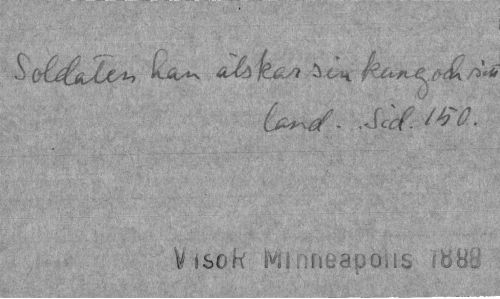 Soldaten han älskar sin kung och sitt
land. Sid. 150.
Visor Minneapolis 1888